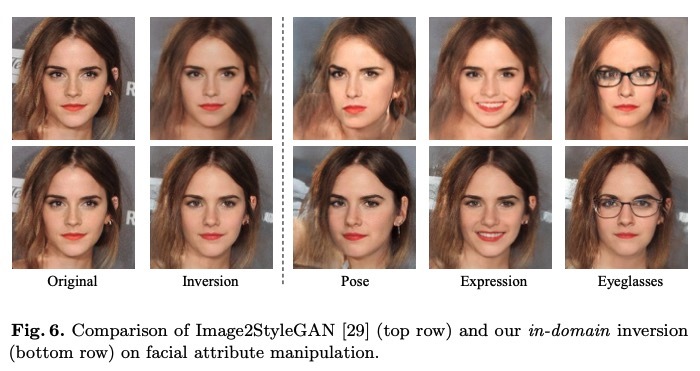 Original Inversion Pose Expression Eyeglasses
Fig. 6. Comparison of Image2StyleGAN [29] (top row) and our in-domain inversion
(bottom row) on facial attribute manipulation.